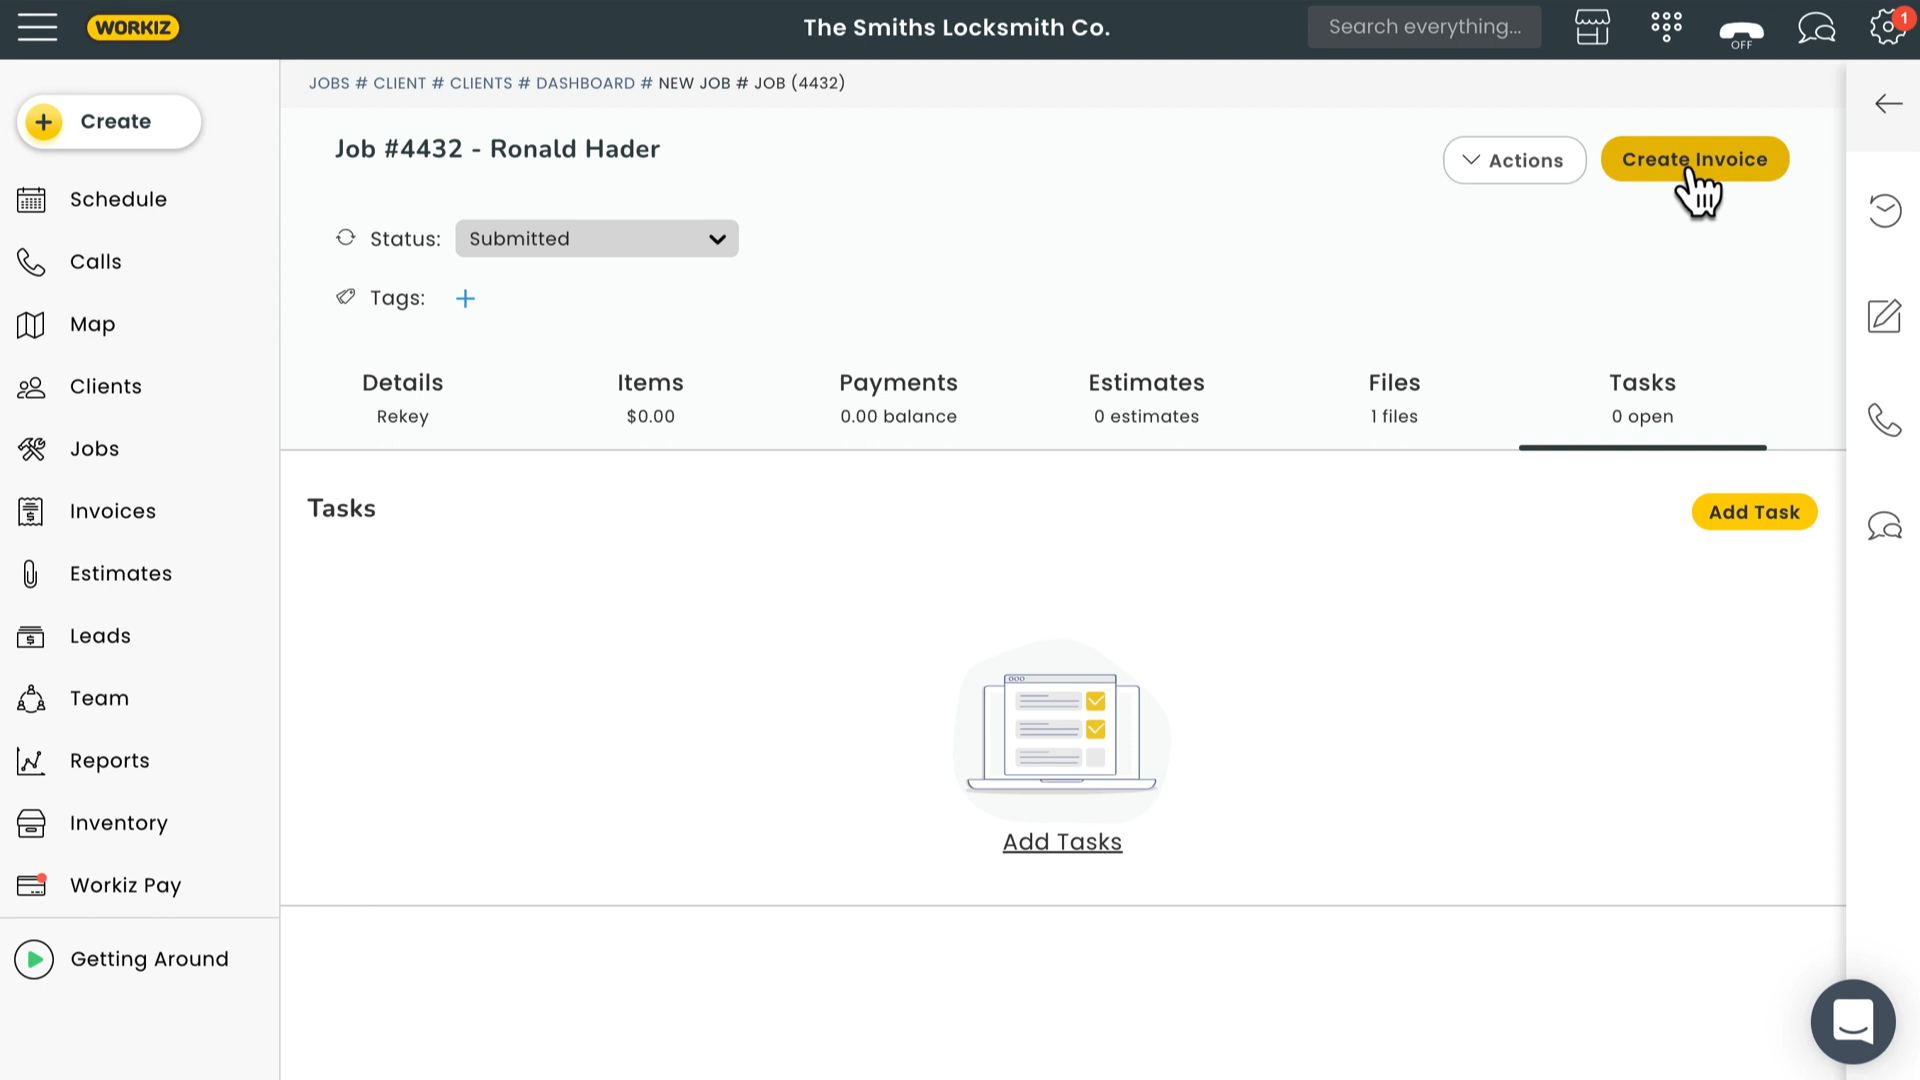 WORKIZ
The Smiths Locksmith Co.
Search everything...
OFF
1
JOBS # CLIENT # CLIENTS # DASHBOARD # NEW JOB # JOB (4432)
Create
Schedule
Calls
Map
Clients
Jobs
Invoices
Estimates
Leads
Team
Reports
Inventory
Workiz Pay
Getting Around
Job #4432 - Ronald Hader
Actions
Create Invoice
Status: Submitted
Tags: +
Details
Rekey
Items
$0.00
Payments
0.00 balance
Estimates
0 estimates
Files
1 files
Tasks
0 open
Tasks
Add Task
Add Tasks